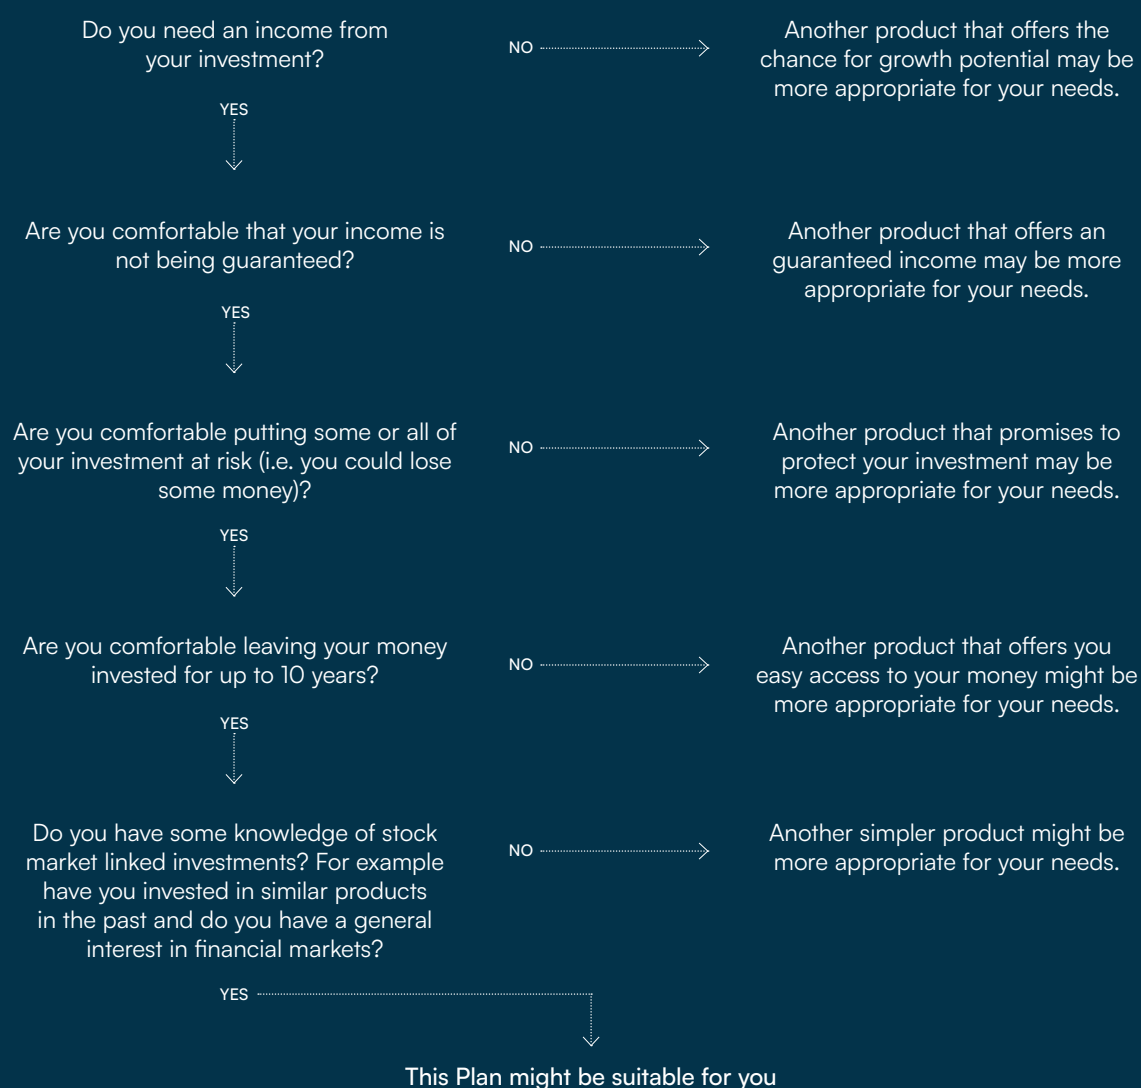 Do you need an income from
your investment?
NO
Another product that offers the
chance for growth potential may be
more appropriate for your needs.
YES
Are you comfortable that your income is
not being guaranteed?
NO
Another product that offers an
guaranteed income may be more
appropriate for your needs.
YES
Are you comfortable putting some or all of
your investment at risk (i.e. you could lose
some money)?
NO
Another product that promises to
protect your investment may be
more appropriate for your needs.
YES
Are you comfortable leaving your money
invested for up to 10 years?
NO
Another product that offers you
easy access to your money might be
more appropriate for your needs.
YES
Do you have some knowledge of stock
market linked investments? For example
have you invested in similar products
in the past and do you have a general
interest in financial markets?
NO
Another simpler product might be
more appropriate for your needs.
YES
This Plan might be suitable for you